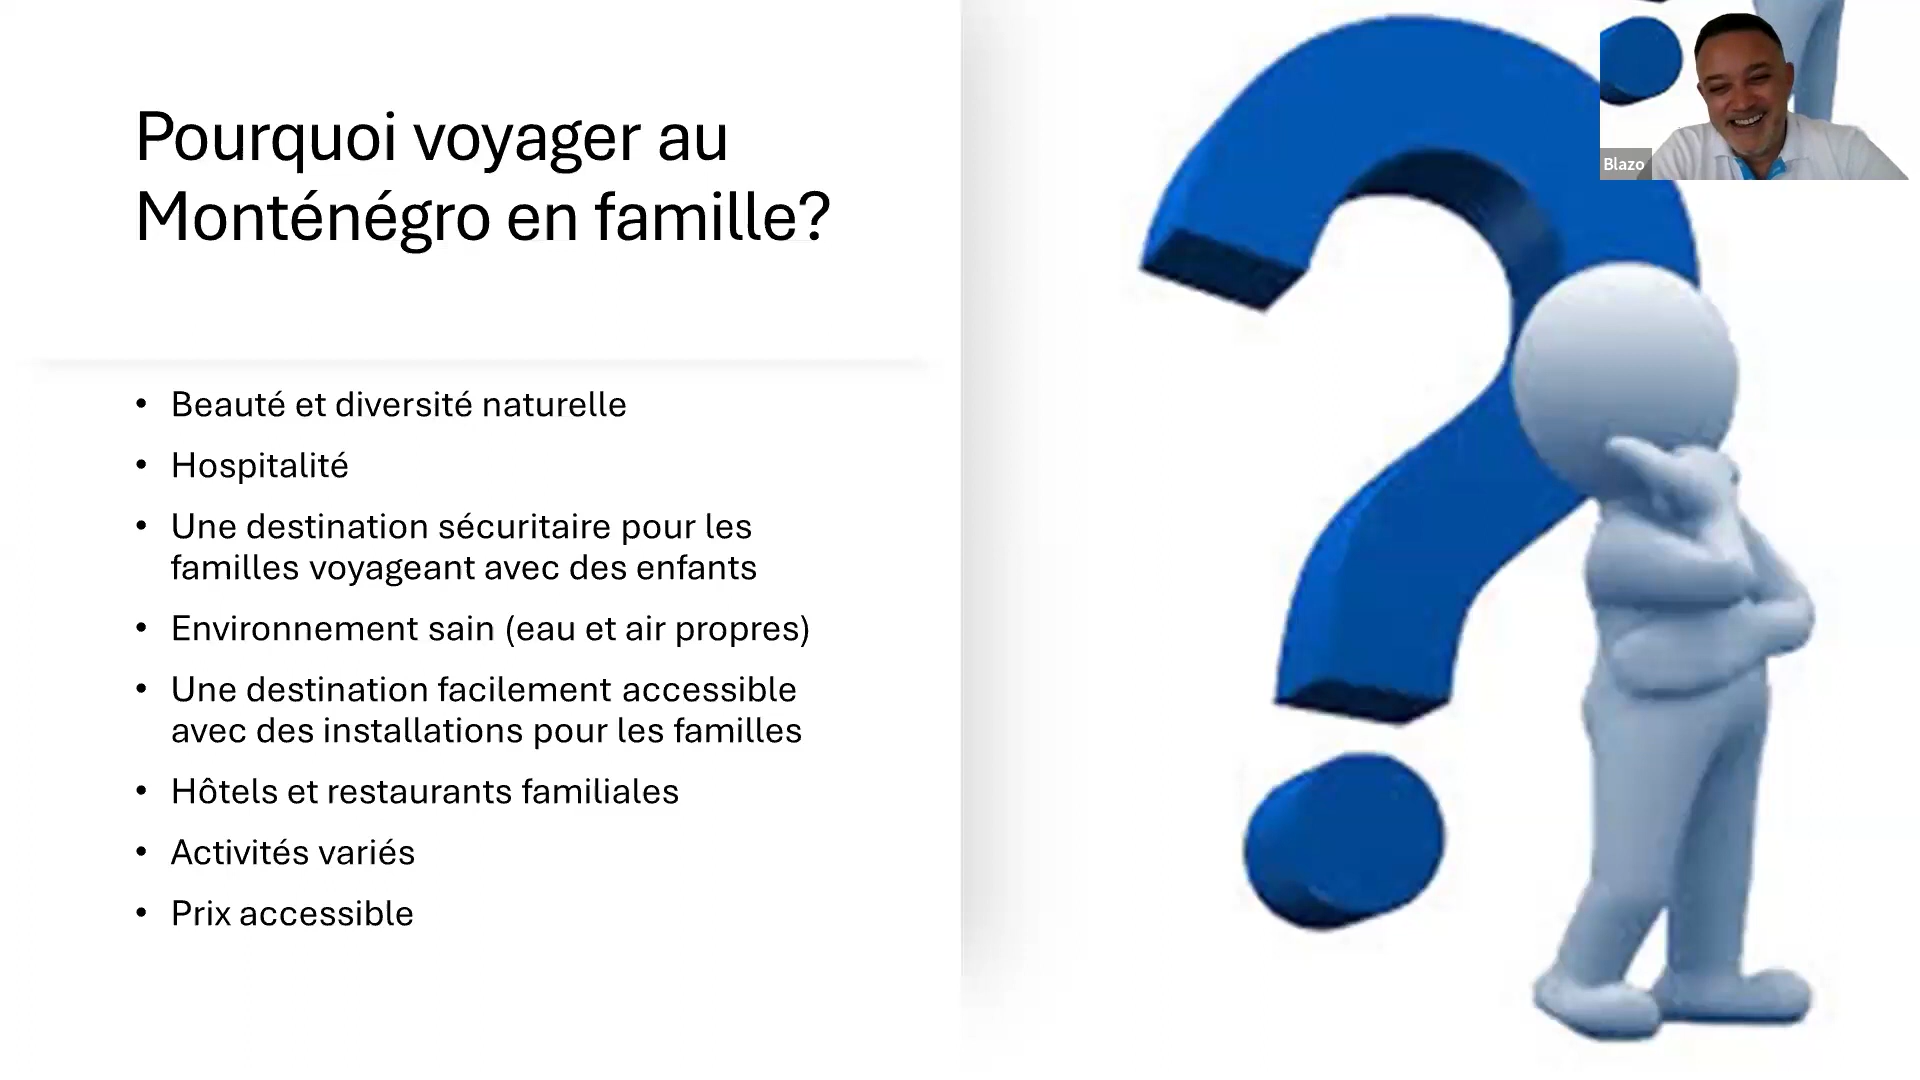 Pourquoi voyager au
Monténégro en famille?
• Beauté et diversité naturelle
• Hospitalité
• Une destination sécuritaire pour les
familles voyageant avec des enfants
• Environnement sain (eau et air propres)
• Une destination facilement accessible
avec des installations pour les familles
• Hôtels et restaurants familiales
• Activités variés
• Prix accessible
Blazo